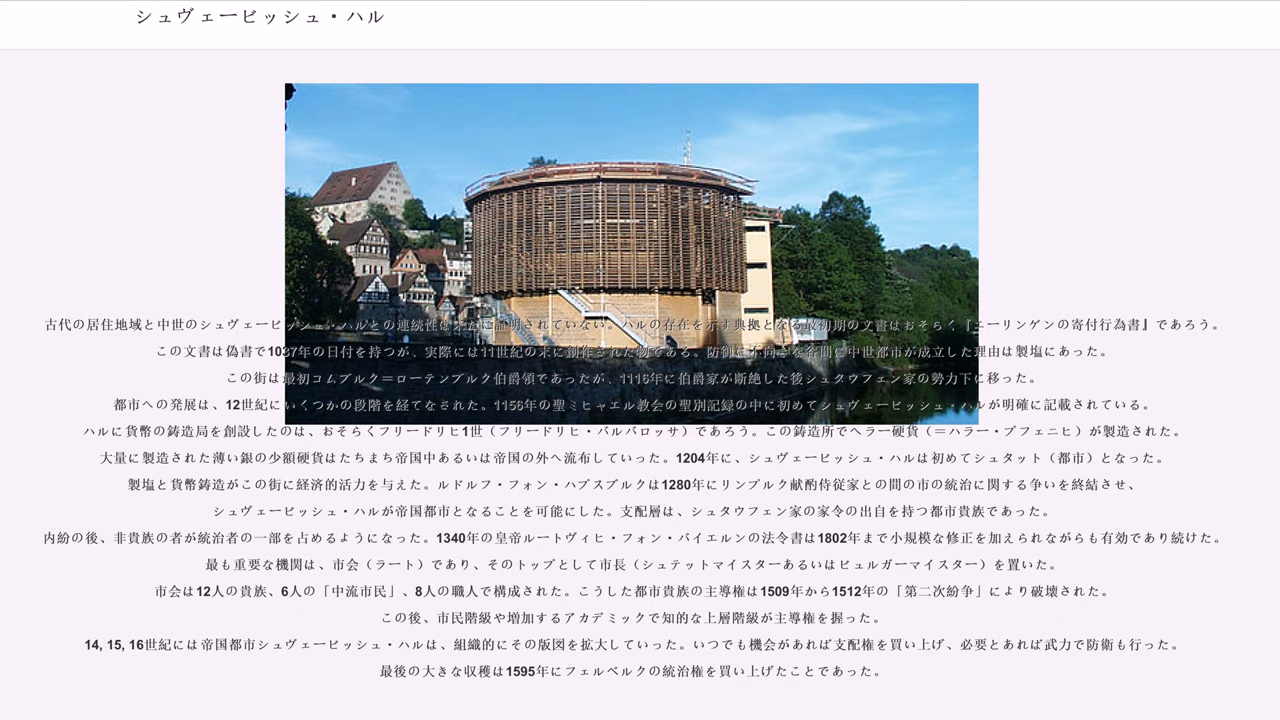 シュヴェービッシュ・ハル
古代の居住地域と中世のシュヴェービッシュ・ハルとの連続性は未だに証明されていない。ハルの存在を示す典拠となる最初期の文書はおそらく『エーリンゲンの寄付行為書』であろう。
この文書は偽書で1037年の日付を持つが、実際には11世紀の末に創作された物である。防御に不向きな谷間に中世都市が成立した理由は製塩にあった。
この街は最初コムブルク＝ローテンブルク伯爵領であったが、1116年に伯爵家が断絶した後シュタウフェン家の勢力下に移った。
都市への発展は、12世紀にいくつかの段階を経てなされた。1156年の聖ミヒャエル教会の聖別記録の中に初めてシュヴェービッシュ・ハルが明確に記載されている。
ハルに貨幣の鋳造局を創設したのは、おそらくフリードリヒ1世（フリードリヒ・バルバロッサ）であろう。この鋳造所でヘラー硬貨（＝ハラー・プフェニヒ）が製造された。
大量に製造された薄い銀の少額硬貨はたちまち帝国中あるいは帝国の外へ流布していった。1204年に、シュヴェービッシュ・ハルは初めてシュタット（都市）となった。
製塩と貨幣鋳造がこの街に経済的活力を与えた。ルドルフ・フォン・ハプスブルクは1280年にリンブルク献酌侍従家との間の市の統治に関する争いを終結させ、
シュヴェービッシュ・ハルが帝国都市となることを可能にした。支配層は、シュタウフェン家の家令の出自を持つ都市貴族であった。
内紛の後、非貴族の者が統治者の一部を占めるようになった。1340年の皇帝ルートヴィヒ・フォン・バイエルンの法令書は1802年まで小規模な修正を加えられながらも有効であり続けた。
最も重要な機関は、市会（ラート）であり、そのトップとして市長（シュテットマイスターあるいはビュルガーマイスター）を置いた。
市会は12人の貴族、6人の「中流市民」、8人の職人で構成された。こうした都市貴族の主導権は1509年から1512年の「第二次紛争」により破壊された。
この後、市民階級や増加するアカデミックで知的な上層階級が主導権を握った。
14, 15, 16世紀には帝国都市シュヴェービッシュ・ハルは、組織的にその版図を拡大していった。いつでも機会があれば支配権を買い上げ、必要とあれば武力で防衛も行った。
最後の大きな収穫は1595年にフェルベルクの統治権を買い上げたことであった。